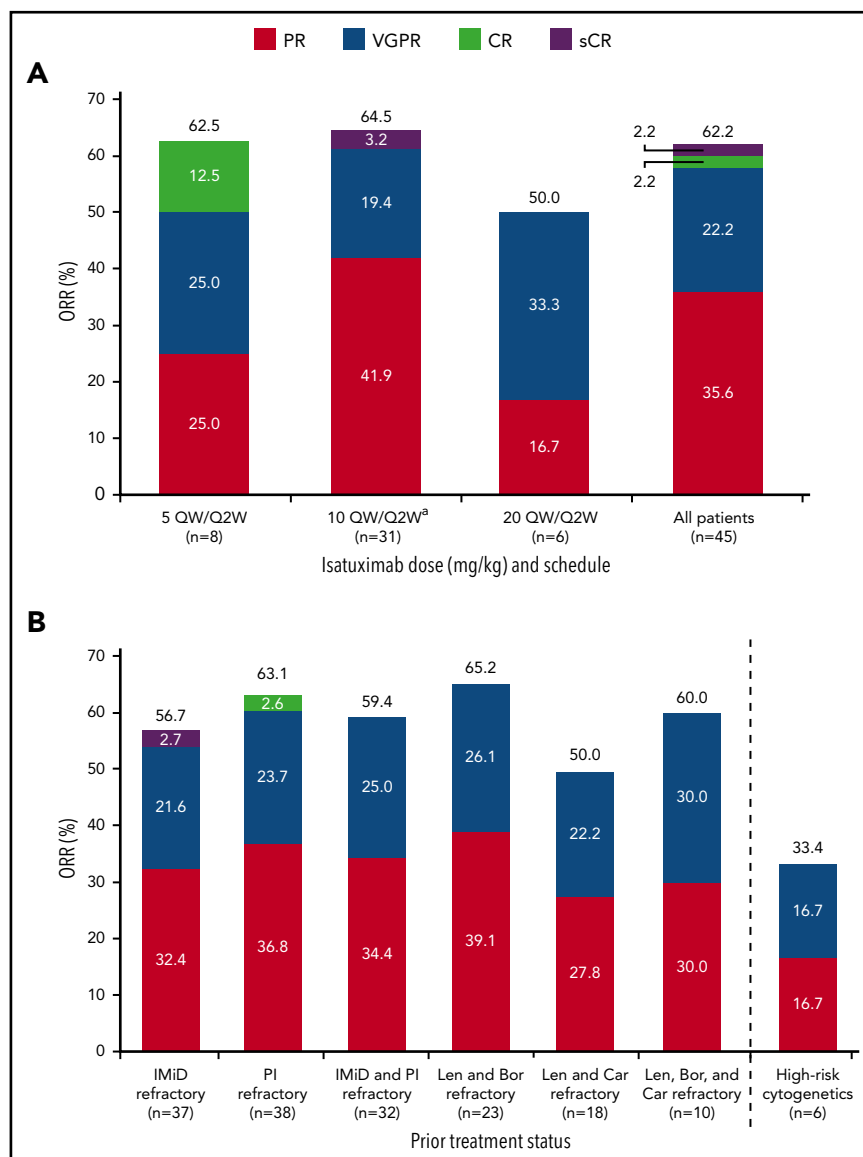 PR VGPR CR sCR
A
ORR (%)
70
60
50
40
30
20
10
0
62.5
12.5
25.0
25.0
64.5
3.2
19.4
41.9
50.0
33.3
16.7
62.2
2.2
2.2
22.2
35.6
5 QW/Q2W
(n=8)
10 QW/Q2Wᵃ
(n=31)
20 QW/Q2W
(n=6)
All patients
(n=45)
Isatuximab dose (mg/kg) and schedule
B
ORR (%)
70
60
50
40
30
20
10
0
56.7
2.7
21.6
32.4
63.1
2.6
23.7
36.8
59.4
25.0
34.4
65.2
26.1
39.1
50.0
22.2
27.8
60.0
30.0
30.0
33.4
16.7
16.7
IMiD
refractory
(n=37)
PI
refractory
(n=38)
IMiD and PI
refractory
(n=32)
Len and Bor
refractory
(n=23)
Len and Car
refractory
(n=18)
Len, Bor, and
Car refractory
(n=10)
High-risk
cytogenetics
(n=6)
Prior treatment status